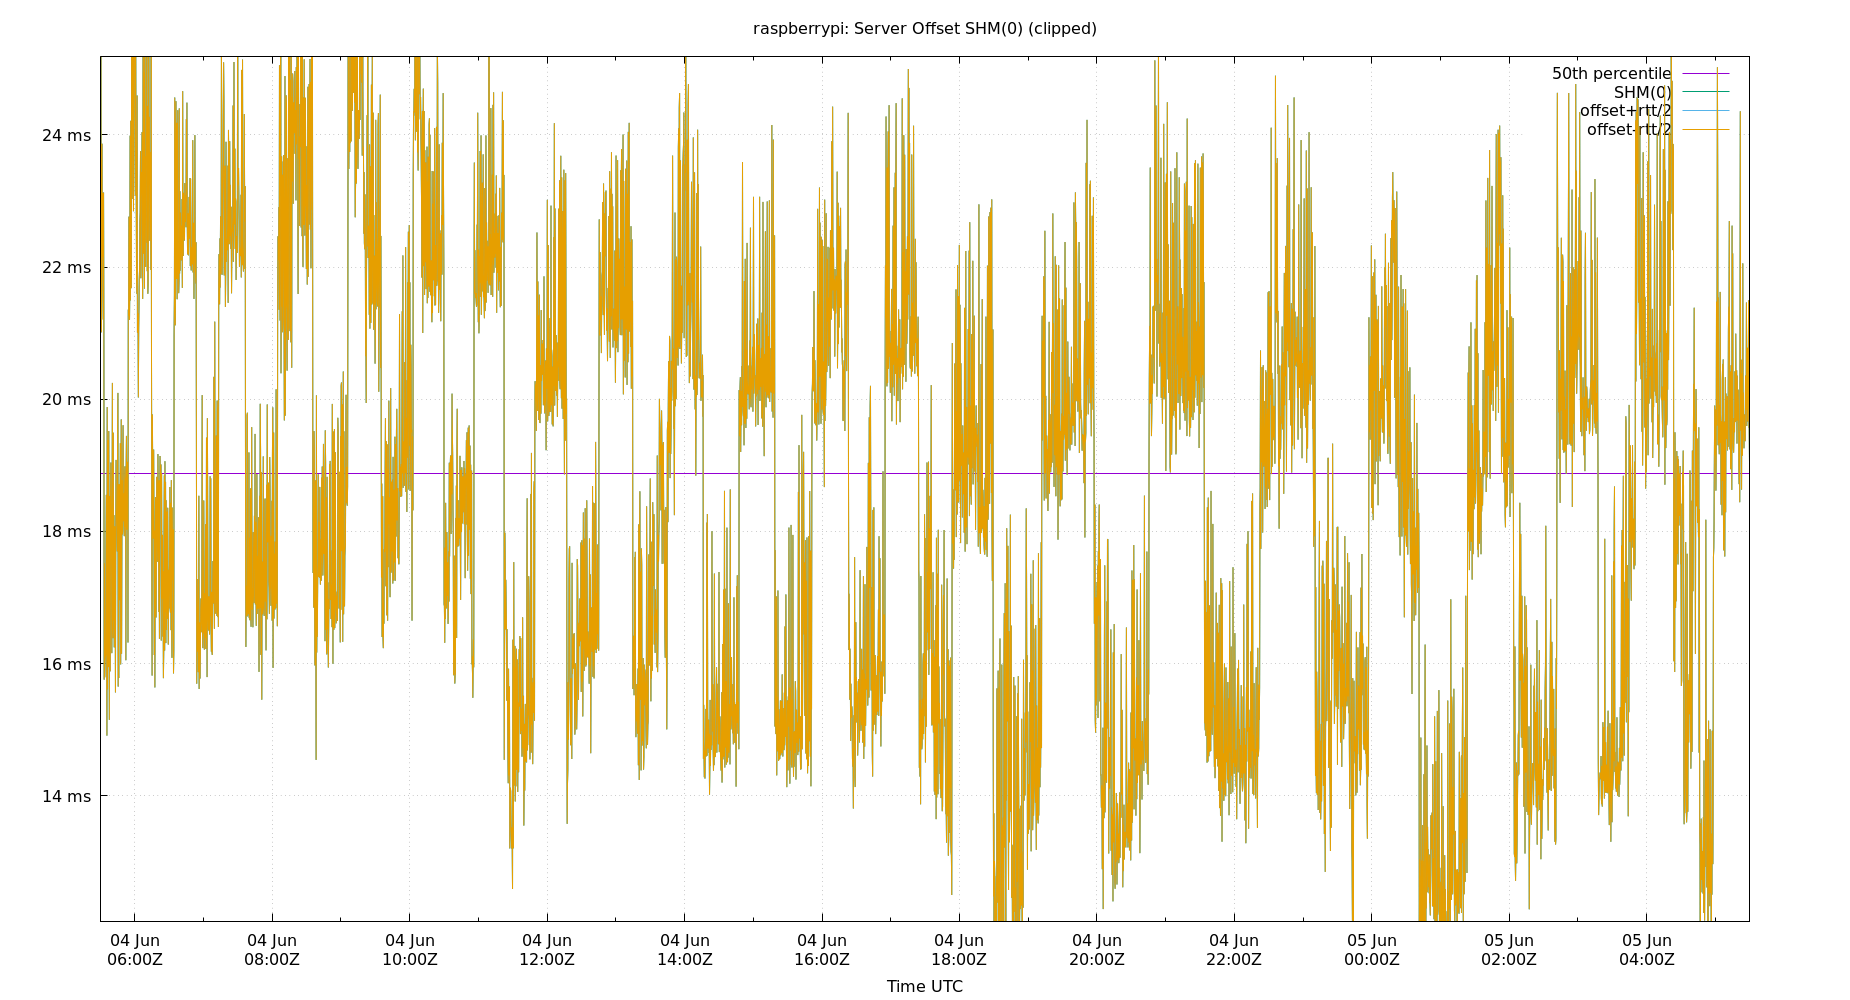 raspberrypi: Server Offset SHM(0) (clipped)
50th percentile
SHM(0)
offset+rtt/2
offset-rtt/2
24 ms
22 ms
20 ms
18 ms
16 ms
14 ms
04 Jun 04 Jun 04 Jun 04 Jun 04 Jun 04 Jun 04 Jun 04 Jun 04 Jun 05 Jun 05 Jun 05 Jun
06:00Z 08:00Z 10:00Z 12:00Z 14:00Z 16:00Z 18:00Z 20:00Z 22:00Z 00:00Z 02:00Z 04:00Z
Time UTC